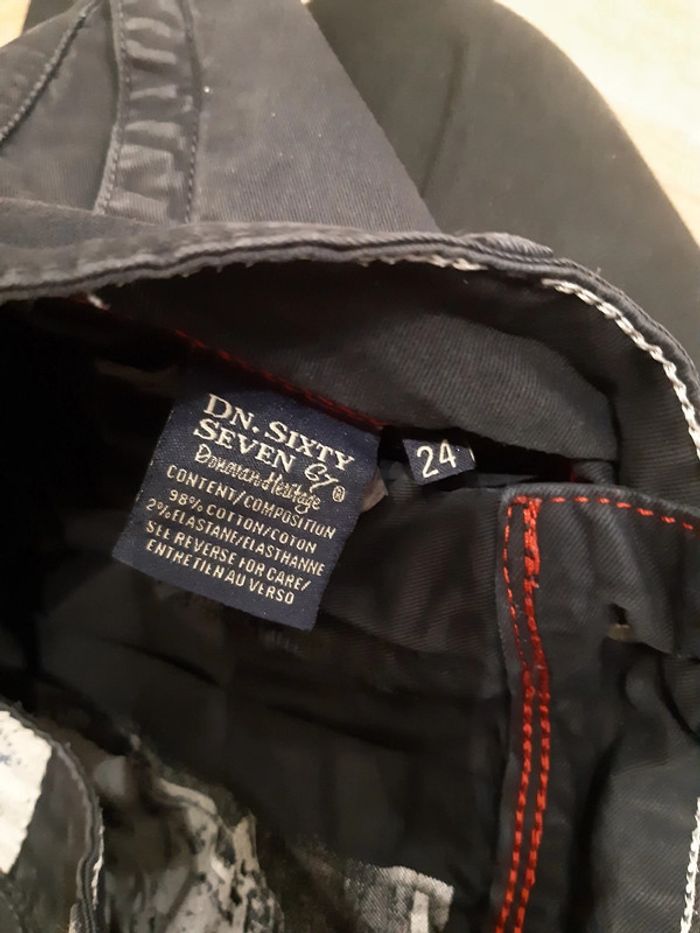 DN. SIXTY
SEVEN 67
Donovan Heritage ®
CONTENT/COMPOSITION
98% COTTON/COTON
2% ELASTANE/ELASTHANNE
SEE REVERSE FOR CARE/
ENTRETIEN AU VERSO
24